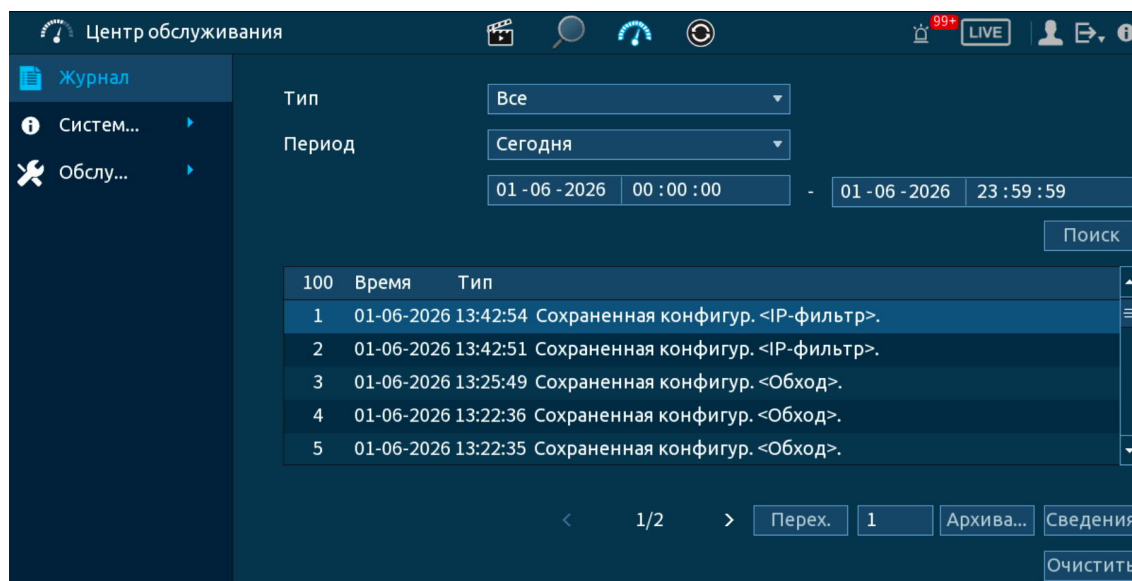 Центр обслуживания
99+
LIVE
Журнал
Систем...
Обслу...
Тип Все
Период Сегодня
01 - 06 - 2026 00 : 00 : 00 - 01 - 06 - 2026 23 : 59 : 59
Поиск
100 Время Тип
1 01-06-2026 13:42:54 Сохраненная конфигур. <IP-фильтр>.
2 01-06-2026 13:42:51 Сохраненная конфигур. <IP-фильтр>.
3 01-06-2026 13:25:49 Сохраненная конфигур. <Обход>.
4 01-06-2026 13:22:36 Сохраненная конфигур. <Обход>.
5 01-06-2026 13:22:35 Сохраненная конфигур. <Обход>.
< 1/2 > Перех. 1 Архива... Сведения
Очистить